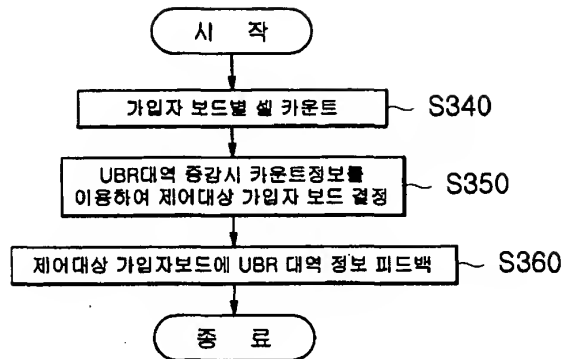 시 작
가입자 보드별 셀 카운트
S340
UBR대역 증감시 카운트정보를
이용하여 제어대상 가입자 보드 결정
S350
제어대상 가입자보드에 UBR 대역 정보 피드백
S360
종 료